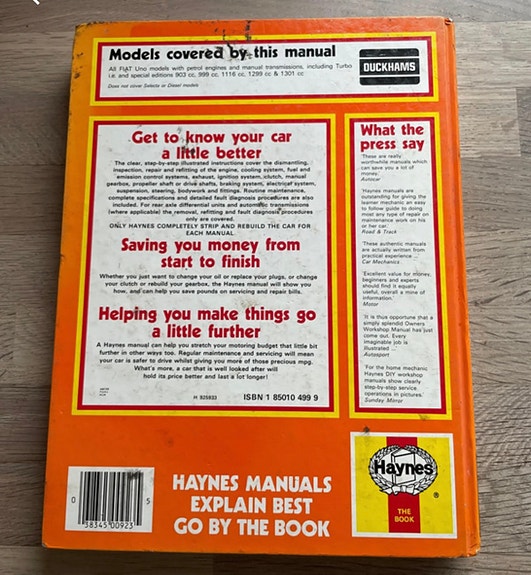 Models covered by this manual
All FIAT Uno models with petrol engines and manual transmissions, including Turbo
i.e. and special editions 903 cc, 999 cc, 1116 cc, 1299 cc & 1301 cc
Does not cover Selecta or Diesel models
DUCKHAMS
Get to know your car
a little better
The clear, step-by-step illustrated instructions cover the dismantling,
inspection, repair and refitting of the engine, cooling system, fuel and
emission control systems, exhaust, ignition system, clutch, manual
gearbox, propeller shaft or drive shafts, braking system, electrical system,
suspension, steering, bodywork and fittings. Routine maintenance,
complete specifications and detailed fault diagnosis procedures are also
included. For rear axle differential units and automatic transmissions
(where applicable) the removal, refitting and fault diagnosis procedures
only are covered.
ONLY HAYNES COMPLETELY STRIP AND REBUILD THE CAR FOR
EACH MANUAL
Saving you money from
start to finish
Whether you just want to change your oil or replace your plugs, or change
your clutch or rebuild your gearbox, the Haynes manual will show you
how, and can help you save pounds on servicing and repair bills.
Helping you make things go
a little further
A Haynes manual can help you stretch your motoring budget that little bit
further in other ways too. Regular maintenance and servicing will mean
your car is safer to drive whilst giving you more of those precious mpg.
What's more, a car that is well looked after will
hold its price better and last a lot longer!
H 825933
ISBN 1 85010 499 9
What the
press say
'These are really
worthwhile manuals which
can save you a lot of
money.'
Autocar
'Haynes manuals are
outstanding for giving the
learner mechanic an easy
to follow guide to doing
most any type of repair on
maintenance work on his
or her car.'
Road & Track
'These authentic manuals
are actually written from
practical experience ...'
Car Mechanics
'Excellent value for money,
beginners and experts
should find it equally
useful, overall a mine of
information.'
Motor
'It is thus opportune that a
simply splendid Owners
Workshop Manual has just
come out. Every
imaginable job is
illustrated ...'
Autosport
'For the home mechanic
Haynes DIY workshop
manuals show clearly
step-by-step service
operations in pictures.'
Sunday Mirror
0 38345 00923 5
HAYNES MANUALS
EXPLAIN BEST
GO BY THE BOOK
Haynes
®
THE
BOOK